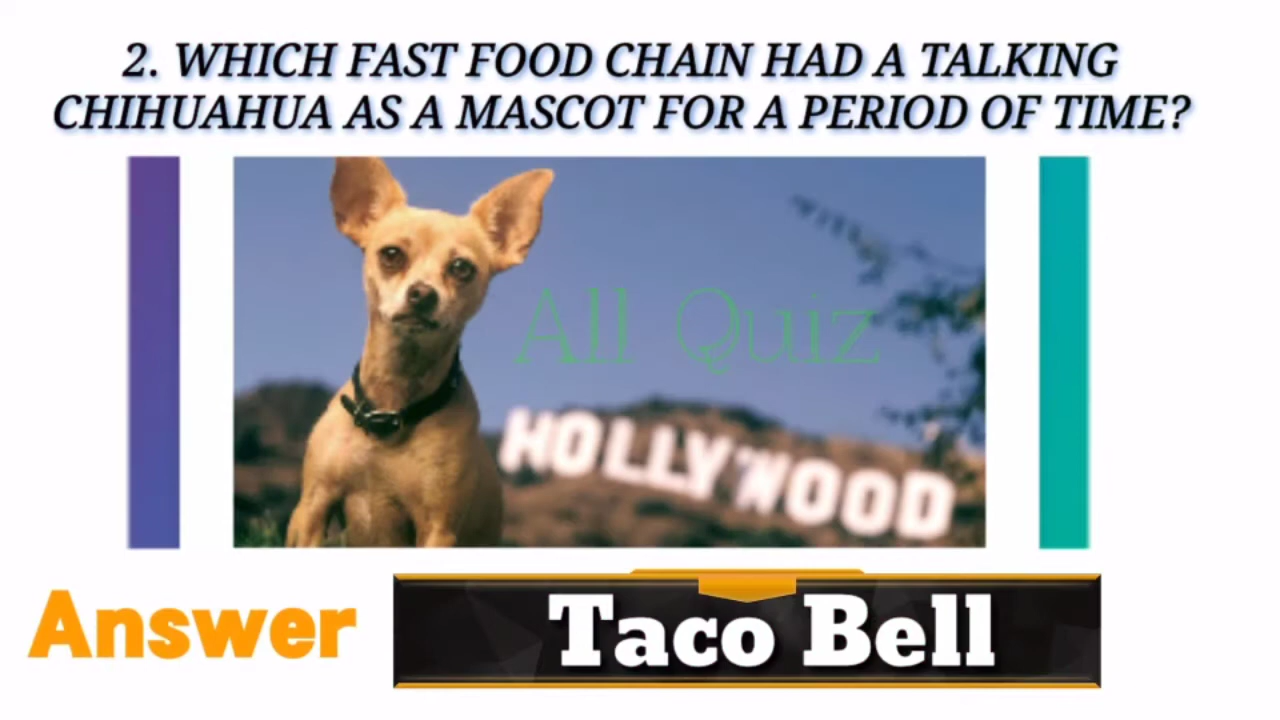 2. WHICH FAST FOOD CHAIN HAD A TALKING
CHIHUAHUA AS A MASCOT FOR A PERIOD OF TIME?
All Quiz
HOLLYWOOD
Answer
Taco Bell